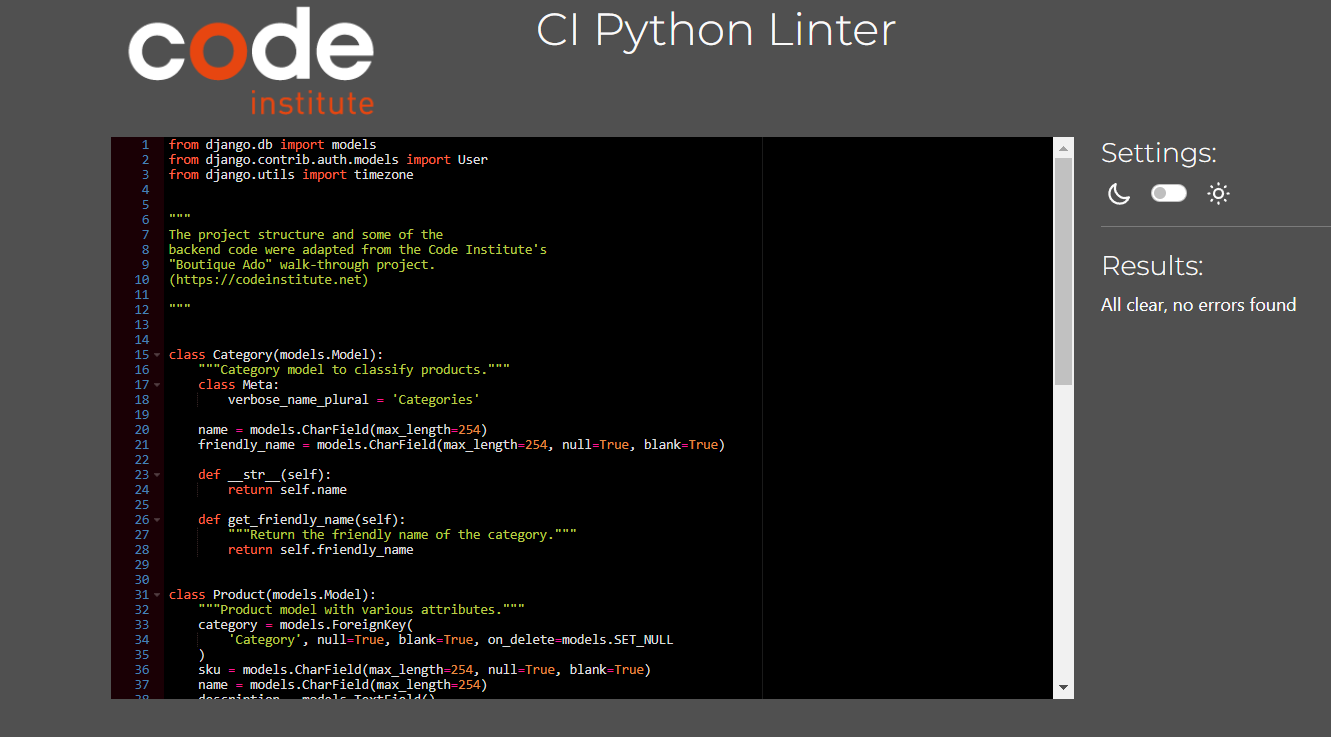 code
institute
CI Python Linter
1 from django.db import models
2 from django.contrib.auth.models import User
3 from django.utils import timezone
4
5
6 """
7 The project structure and some of the
8 backend code were adapted from the Code Institute's
9 "Boutique Ado" walk-through project.
10 (https://codeinstitute.net)
11
12 """
13
14
15 class Category(models.Model):
16     """Category model to classify products."""
17     class Meta:
18         verbose_name_plural = 'Categories'
19
20     name = models.CharField(max_length=254)
21     friendly_name = models.CharField(max_length=254, null=True, blank=True)
22
23     def __str__(self):
24         return self.name
25
26     def get_friendly_name(self):
27         """Return the friendly name of the category."""
28         return self.friendly_name
29
30
31 class Product(models.Model):
32     """Product model with various attributes."""
33     category = models.ForeignKey(
34         'Category', null=True, blank=True, on_delete=models.SET_NULL
35     )
36     sku = models.CharField(max_length=254, null=True, blank=True)
37     name = models.CharField(max_length=254)
38     description = models.TextField()
Settings:
Results:
All clear, no errors found